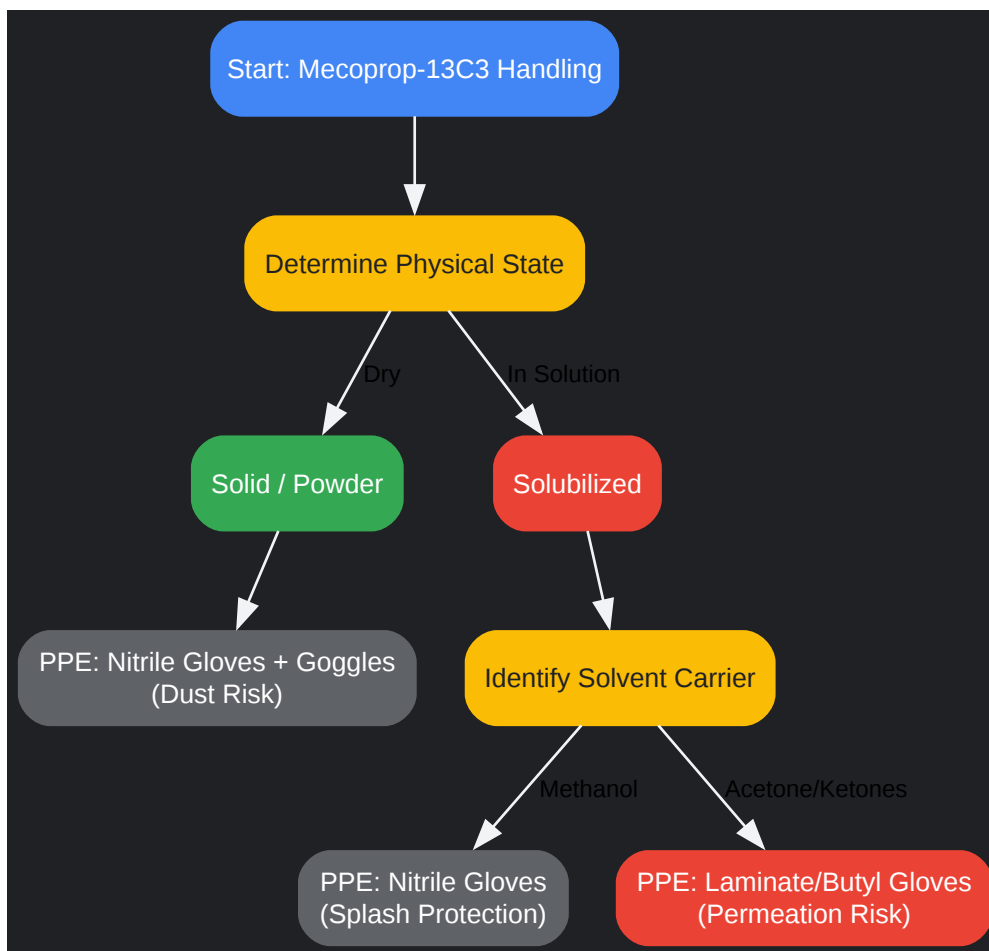 Start: Mecoprop-13C3 Handling
Determine Physical State
Dry
In Solution
Solid / Powder
Solubilized
PPE: Nitrile Gloves + Goggles
(Dust Risk)
Identify Solvent Carrier
Methanol
Acetone/Ketones
PPE: Nitrile Gloves
(Splash Protection)
PPE: Laminate/Butyl Gloves
(Permeation Risk)